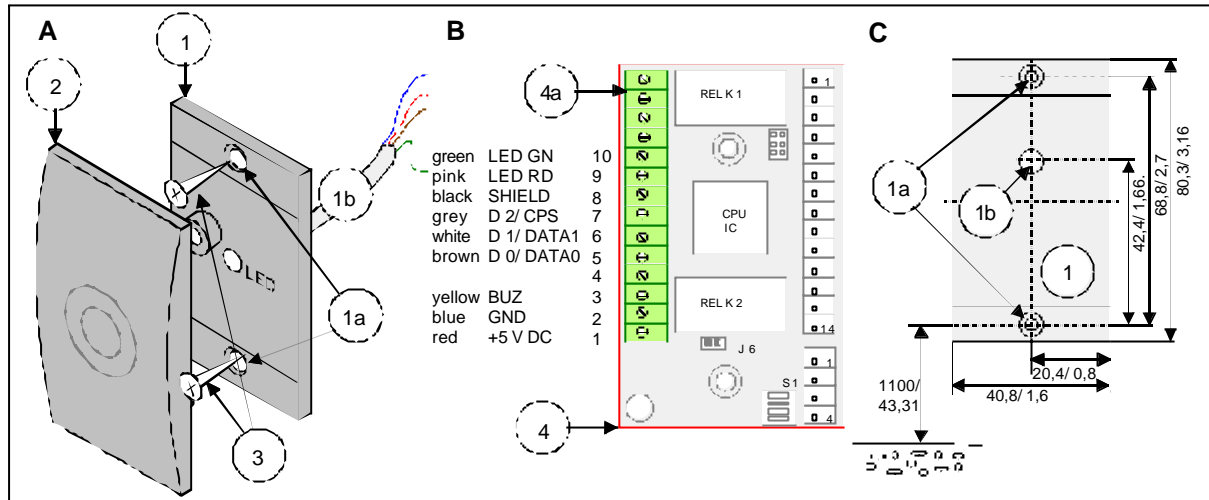 A
1
2
1b
LED
1a
3
B
4a
REL K 1
1
green LED GN 10
pink LED RD 9
black SHIELD 8
grey D 2/ CPS 7
white D 1/ DATA1 6
brown D 0/ DATA0 5
4
yellow BUZ 3
blue GND 2
red +5 V DC 1
CPU
IC
REL K 2
14
J 6
1
S 1
4
4
C
1a
1b
1
42,4/ 1,66.
68,8/ 2,7
80,3/ 3,16
20,4/ 0,8
40,8/ 1,6
1100/
43,31